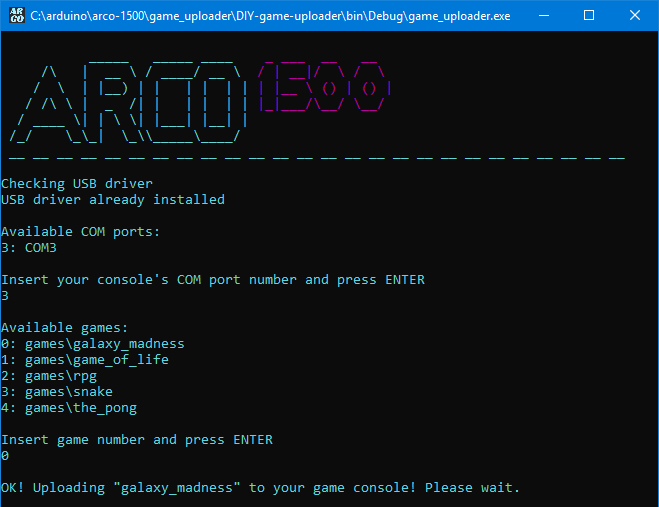 C:\arduino\arco-1500\game_uploader\DIY-game-uploader\bin\Debug\game_uploader.exe
ARCO 1500
Checking USB driver
USB driver already installed
Available COM ports:
3: COM3
Insert your console's COM port number and press ENTER
3
Available games:
0: games\galaxy_madness
1: games\game_of_life
2: games\rpg
3: games\snake
4: games\the_pong
Insert game number and press ENTER
0
OK! Uploading "galaxy_madness" to your game console! Please wait.